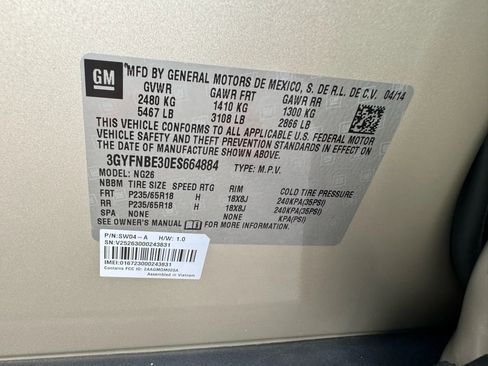 GM
MFD BY GENERAL MOTORS DE MEXICO, S. DE R.L. DE C.V. 04/14
GVWR GAWR FRT GAWR RR
2480 KG 1410 KG 1300 KG
5467 LB 3108 LB 2866 LB
THIS VEHICLE CONFORMS TO ALL APPLICABLE U.S. FEDERAL MOTOR
VEHICLE SAFETY AND THEFT PREVENTION STANDARDS IN EFFECT ON
THE DATE OF MANUFACTURE SHOWN ABOVE.
3GYFNBE30ES664884 TYPE: M.P.V.
MODEL: NG26
NBBM TIRE SIZE SPEED RTG RIM COLD TIRE PRESSURE
FRT P235/65R18 H 18X8J 240KPA(35PSI)
RR P235/65R18 H 18X8J 240KPA(35PSI)
SPA NONE NONE KPA(PSI)
SEE OWNER'S MANUAL FOR MORE INFORMATION.
P/N:SW04-A H/W: 1.0
SN:V25263000243831
IMEI:016723000243831
Contains FCC ID:
Assembled in Vietnam